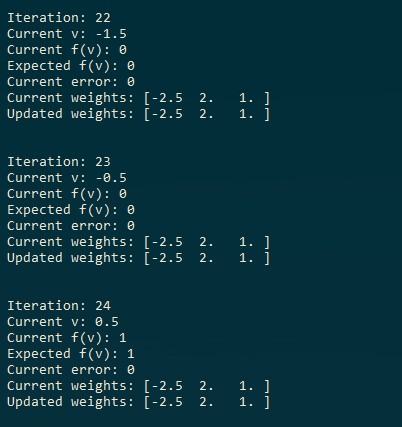 Iteration: 22
Current v: -1.5
Current f(v): 0
Expected f(v): 0
Current error: 0
Current weights: [-2.5  2.   1. ]
Updated weights: [-2.5  2.   1. ]
Iteration: 23
Current v: -0.5
Current f(v): 0
Expected f(v): 0
Current error: 0
Current weights: [-2.5  2.   1. ]
Updated weights: [-2.5  2.   1. ]
Iteration: 24
Current v: 0.5
Current f(v): 1
Expected f(v): 1
Current error: 0
Current weights: [-2.5  2.   1. ]
Updated weights: [-2.5  2.   1. ]